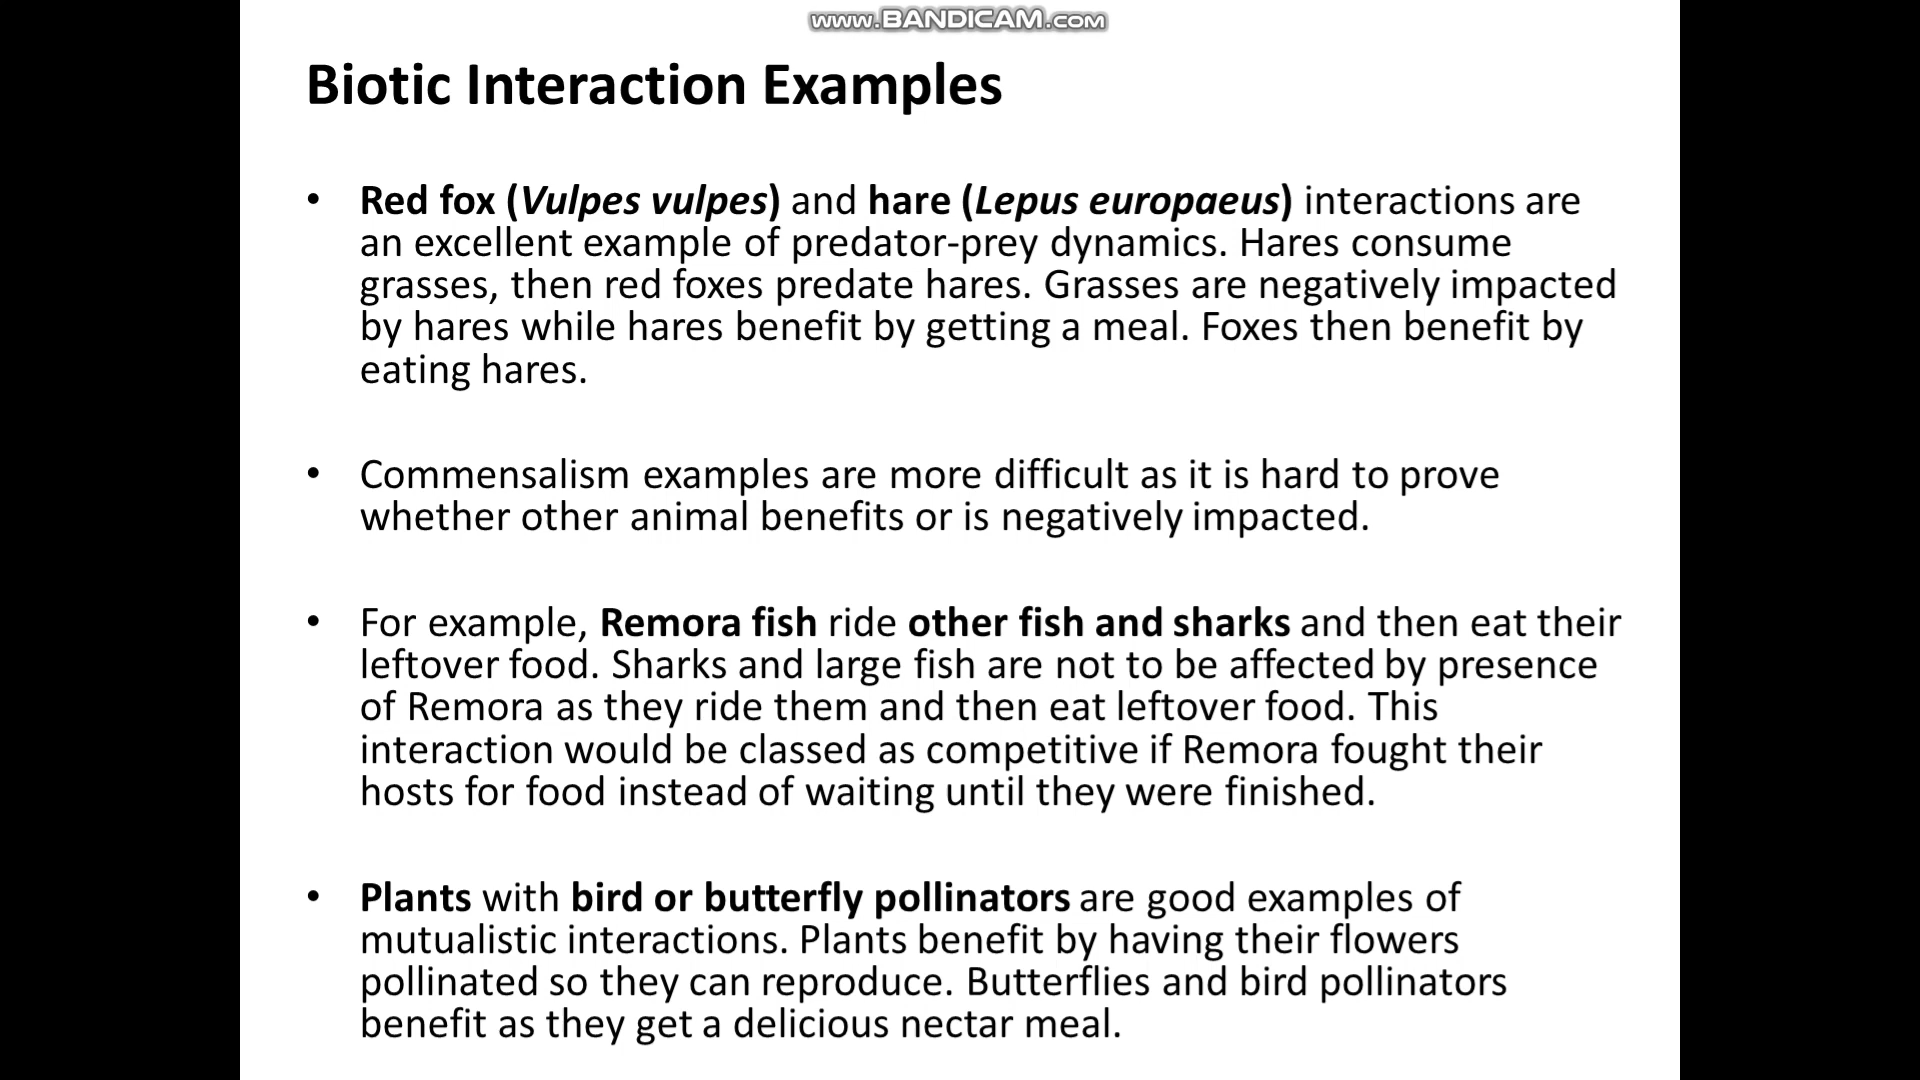 www.BANDICAM.com
Biotic Interaction Examples
• Red fox (Vulpes vulpes) and hare (Lepus europaeus) interactions are
an excellent example of predator-prey dynamics. Hares consume
grasses, then red foxes predate hares. Grasses are negatively impacted
by hares while hares benefit by getting a meal. Foxes then benefit by
eating hares.
• Commensalism examples are more difficult as it is hard to prove
whether other animal benefits or is negatively impacted.
• For example, Remora fish ride other fish and sharks and then eat their
leftover food. Sharks and large fish are not to be affected by presence
of Remora as they ride them and then eat leftover food. This
interaction would be classed as competitive if Remora fought their
hosts for food instead of waiting until they were finished.
• Plants with bird or butterfly pollinators are good examples of
mutualistic interactions. Plants benefit by having their flowers
pollinated so they can reproduce. Butterflies and bird pollinators
benefit as they get a delicious nectar meal.